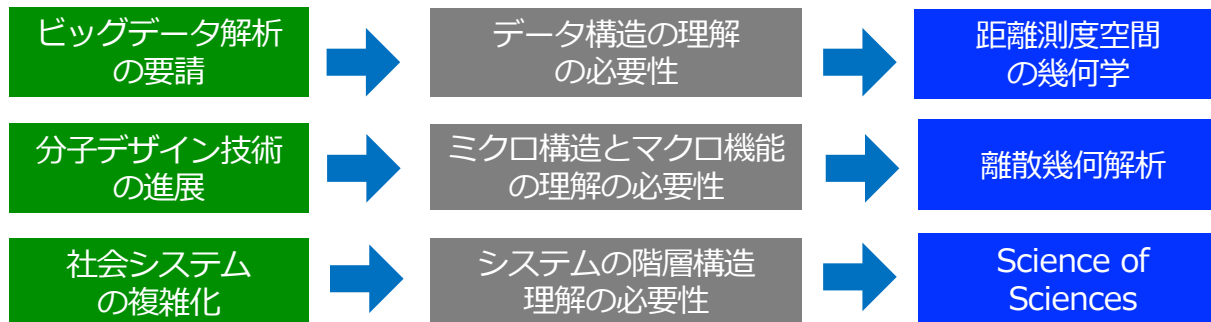 ビッグデータ解析
の要請
データ構造の理解
の必要性
距離測度空間
の幾何学
分子デザイン技術
の進展
ミクロ構造とマクロ機能
の理解の必要性
離散幾何解析
社会システム
の複雑化
システムの階層構造
理解の必要性
Science of
Sciences